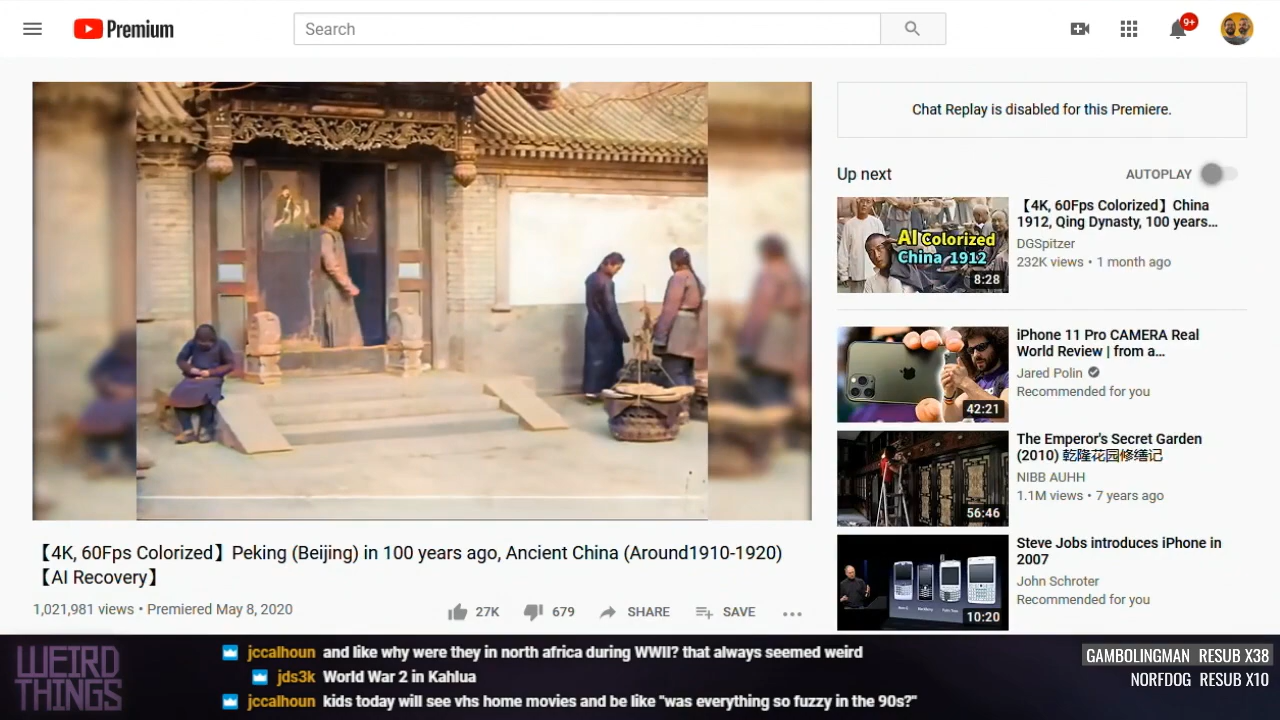 Premium
Search
9+
Chat Replay is disabled for this Premiere.
Up next
AUTOPLAY
AI Colorized
China 1912
8:28
【4K, 60Fps Colorized】China
1912, Qing Dynasty, 100 years...
DGSpitzer
232K views • 1 month ago
42:21
iPhone 11 Pro CAMERA Real
World Review | from a...
Jared Polin
Recommended for you
56:46
The Emperor's Secret Garden
(2010) 乾隆花园修缮记
NIBB AUHH
1.1M views • 7 years ago
10:20
Steve Jobs introduces iPhone in
2007
John Schroter
Recommended for you
【4K, 60Fps Colorized】Peking (Beijing) in 100 years ago, Ancient China (Around1910-1920)
【AI Recovery】
1,021,981 views • Premiered May 8, 2020
27K
679
SHARE
SAVE
WEIRD
THINGS
jccalhoun and like why were they in north africa during WWII? that always seemed weird
jds3k World War 2 in Kahlua
jccalhoun kids today will see vhs home movies and be like "was everything so fuzzy in the 90s?"
GAMBOLINGMAN RESUB X38
NORFDOG RESUB X10